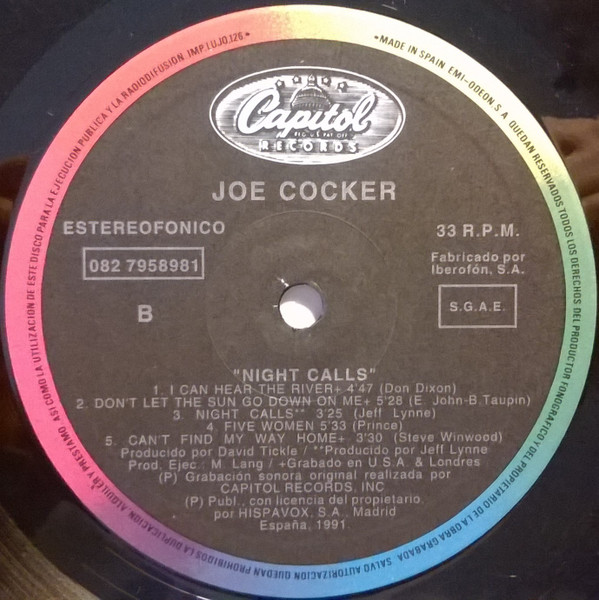 •MADE IN SPAIN. EMI-ODEON S.A. QUEDAN RESERVADOS TODOS LOS DERECHOS DEL PRODUCTOR FONOGRAFICO Y DEL PROPIETARIO DE LA OBRA GRABADA. SALVO AUTORIZACION QUEDAN PROHIBIDOS LA DUPLICACION, ALQUILER Y PRESTAMO, ASI COMO LA UTILIZACION DE ESTE DISCO PARA LA EJECUCION PUBLICA Y LA RADIODIFUSION. IMP.LUJO,126•
Capitol
RECORDS
JOE COCKER
ESTEREOFONICO
33 R.P.M.
082 7958981
Fabricado por
Iberofón, S.A.
B
S.G.A.E.
"NIGHT CALLS"
1. I CAN HEAR THE RIVER+ 4'47 (Don Dixon)
2. DON'T LET THE SUN GO DOWN ON ME+ 5'28 (E. John-B.Taupin)
3. NIGHT CALLS** 3'25 (Jeff Lynne)
4. FIVE WOMEN 5'33 (Prince)
5. CAN'T FIND MY WAY HOME+ 3'30 (Steve Winwood)
Producido por David Tickle / **Producido por Jeff Lynne
Prod. Ejec.: M. Lang / +Grabado en U.S.A. & Londres
(P) Grabación sonora original realizada por
CAPITOL RECORDS, INC
(P) Publ., con licencia del propietario.
por HISPAVOX, S.A., Madrid
España, 1991.